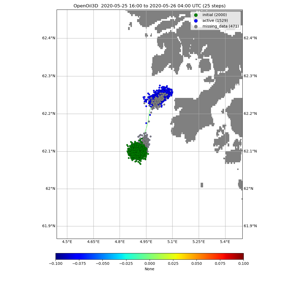 OpenOil3D 2020-05-25 16:00 to 2020-05-26 04:00 UTC (25 steps)
initial (2000)
active (1529)
missing_data (471)
62.4°N
62.4°N
62.3°N
62.3°N
62.2°N
62.2°N
62.1°N
62.1°N
62°N
62°N
61.9°N
61.9°N
4.5°E
4.65°E
4.8°E
4.95°E
5.1°E
5.25°E
5.4°E
−0.100
−0.075
−0.050
−0.025
0.000
0.025
0.050
0.075
0.100
None